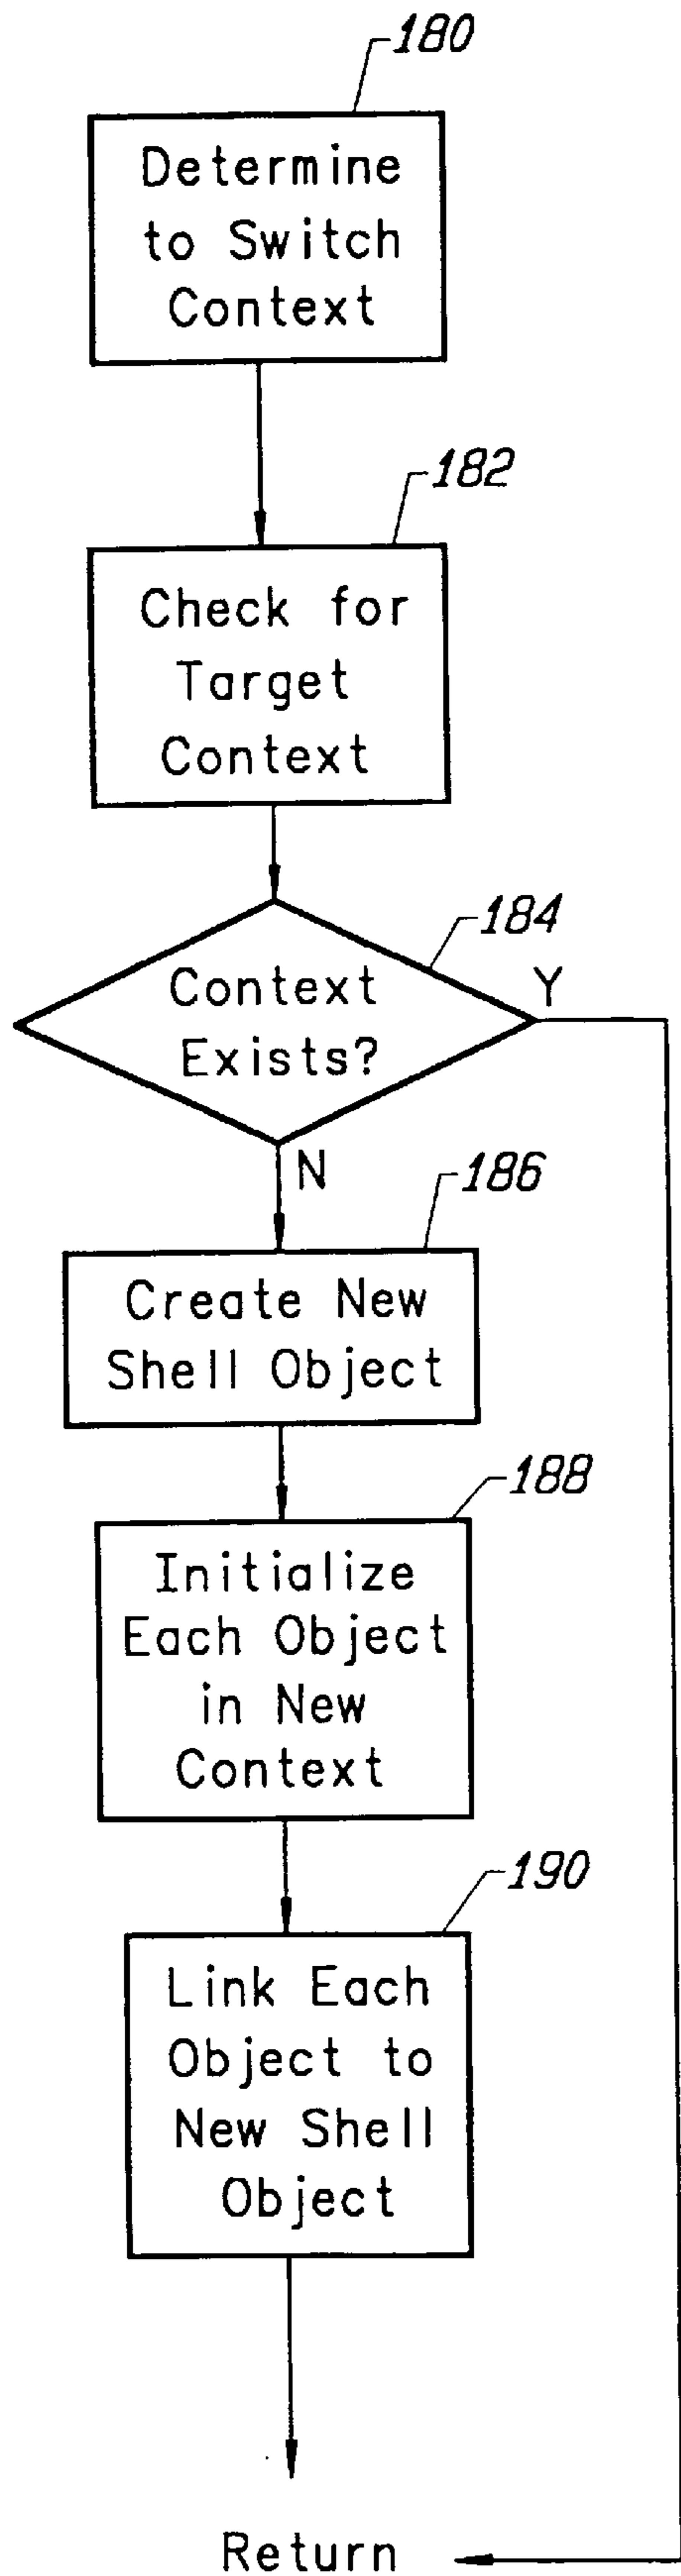 180
Determine
to Switch
Context
182
Check for
Target
Context
184
Context
Exists?
Y
N
186
Create New
Shell Object
188
Initialize
Each Object
in New
Context
190
Link Each
Object to
New Shell
Object
Return